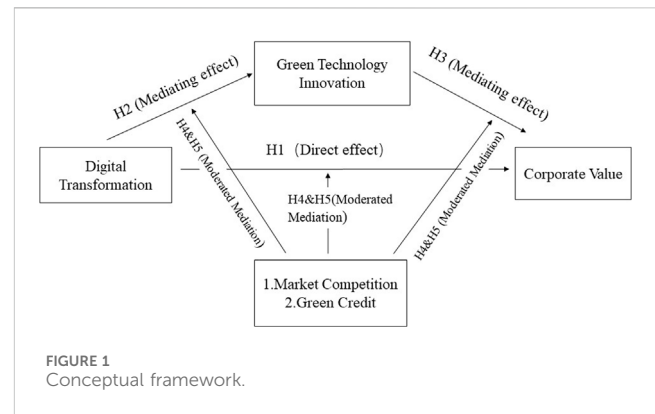 Green Technology
Innovation
H2 (Mediating effect)
H3 (Mediating effect)
H4&H5 (Moderated Mediation)
H1 (Direct effect)
H4&H5 (Moderated Mediation)
Digital
Transformation
Corporate Value
H4&H5(Moderated
Mediation)
1.Market Competition
2.Green Credit
FIGURE 1
Conceptual framework.